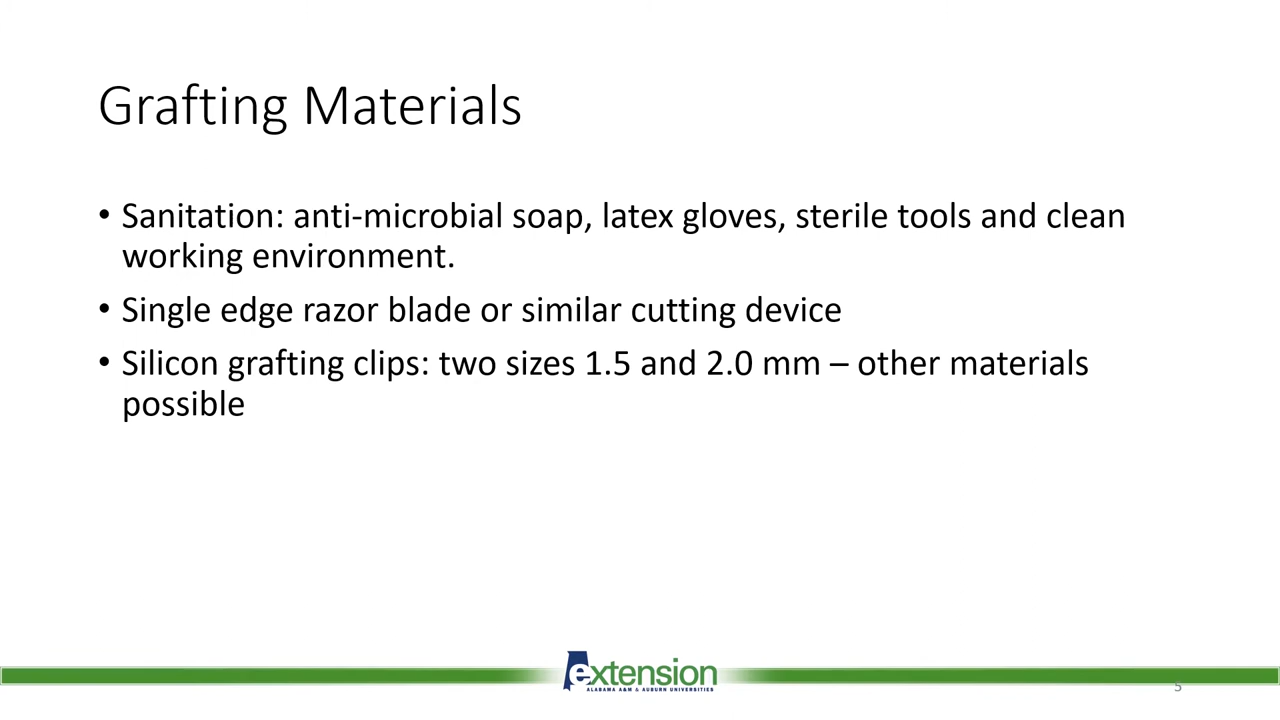 Grafting Materials
• Sanitation: anti-microbial soap, latex gloves, sterile tools and clean
working environment.
• Single edge razor blade or similar cutting device
• Silicon grafting clips: two sizes 1.5 and 2.0 mm – other materials
possible
extension
ALABAMA A&M & AUBURN UNIVERSITIES
5